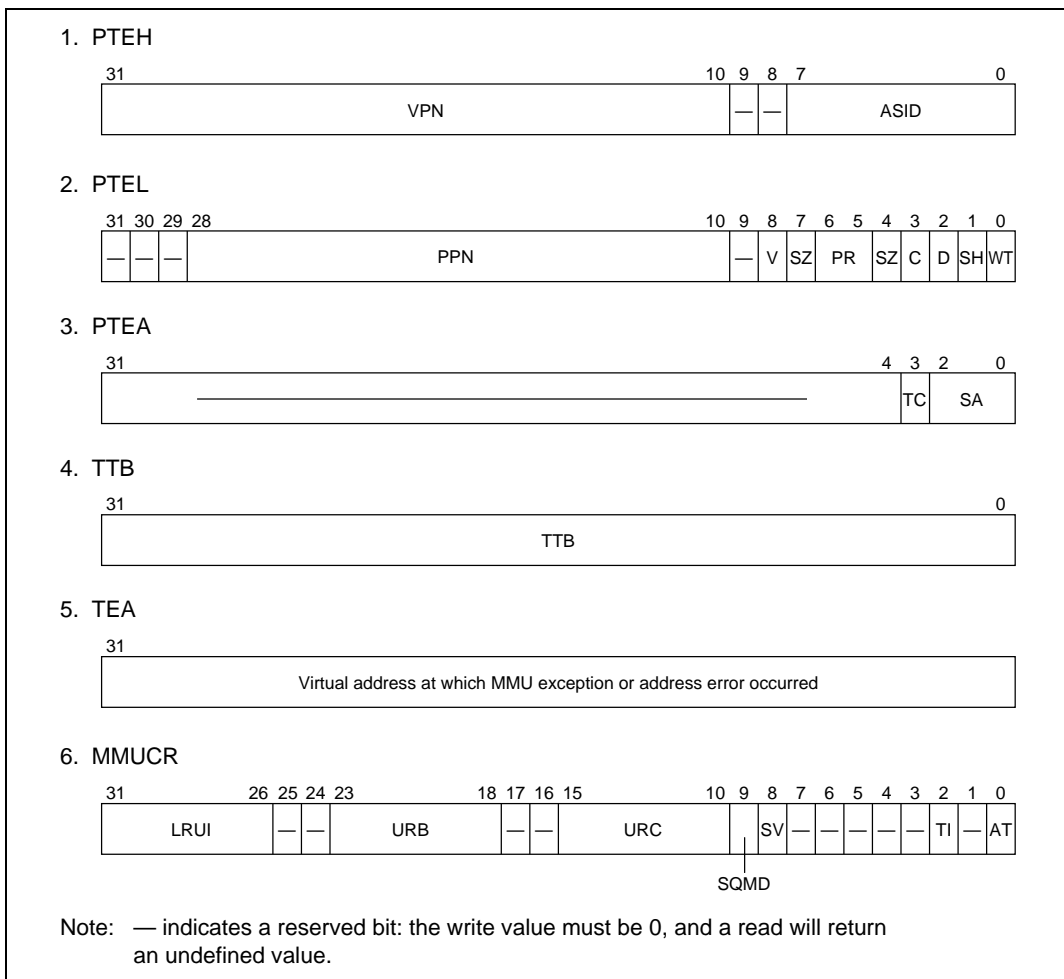 1. PTEH
31 10 9 8 7 0
VPN — — ASID
2. PTEL
31 30 29 28 10 9 8 7 6 5 4 3 2 1 0
— — — PPN — V SZ PR SZ C D SH WT
3. PTEA
31 4 3 2 0
— TC SA
4. TTB
31 0
TTB
5. TEA
31
Virtual address at which MMU exception or address error occurred
6. MMUCR
31 26 25 24 23 18 17 16 15 10 9 8 7 6 5 4 3 2 1 0
LRUI — — URB — — URC SV — — — — — TI — AT
SQMD
Note: — indicates a reserved bit: the write value must be 0, and a read will return
an undefined value.